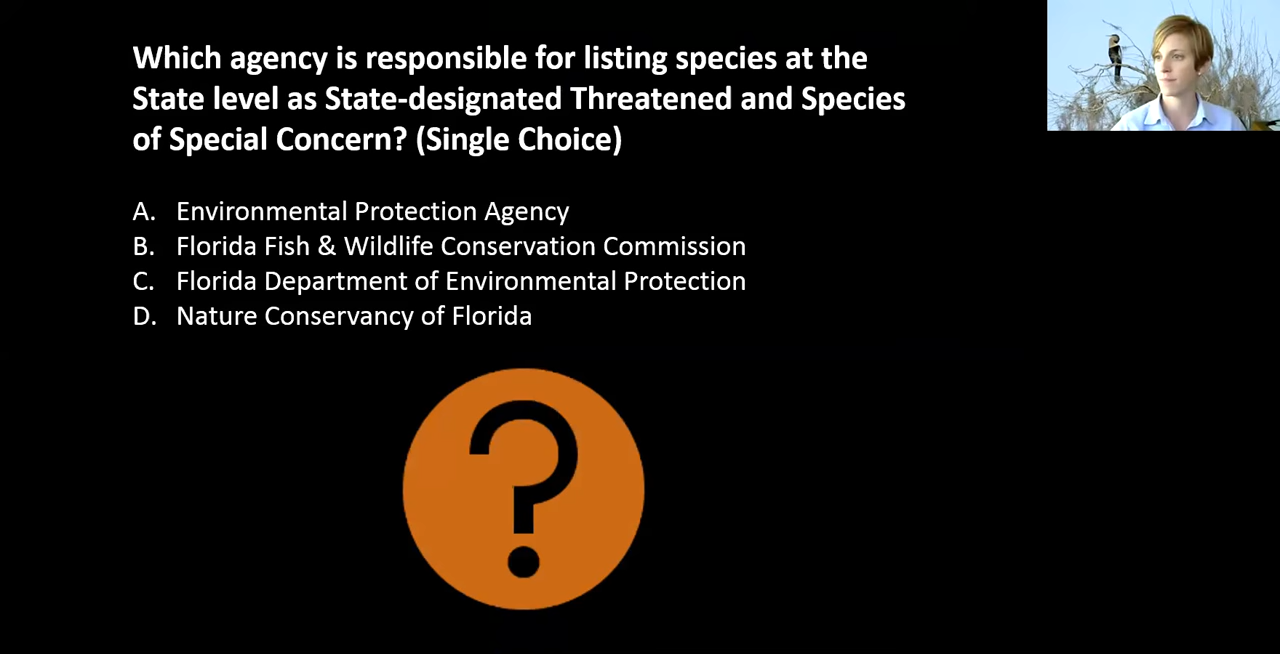 Which agency is responsible for listing species at the
State level as State-designated Threatened and Species
of Special Concern? (Single Choice)
A. Environmental Protection Agency
B. Florida Fish & Wildlife Conservation Commission
C. Florida Department of Environmental Protection
D. Nature Conservancy of Florida
?